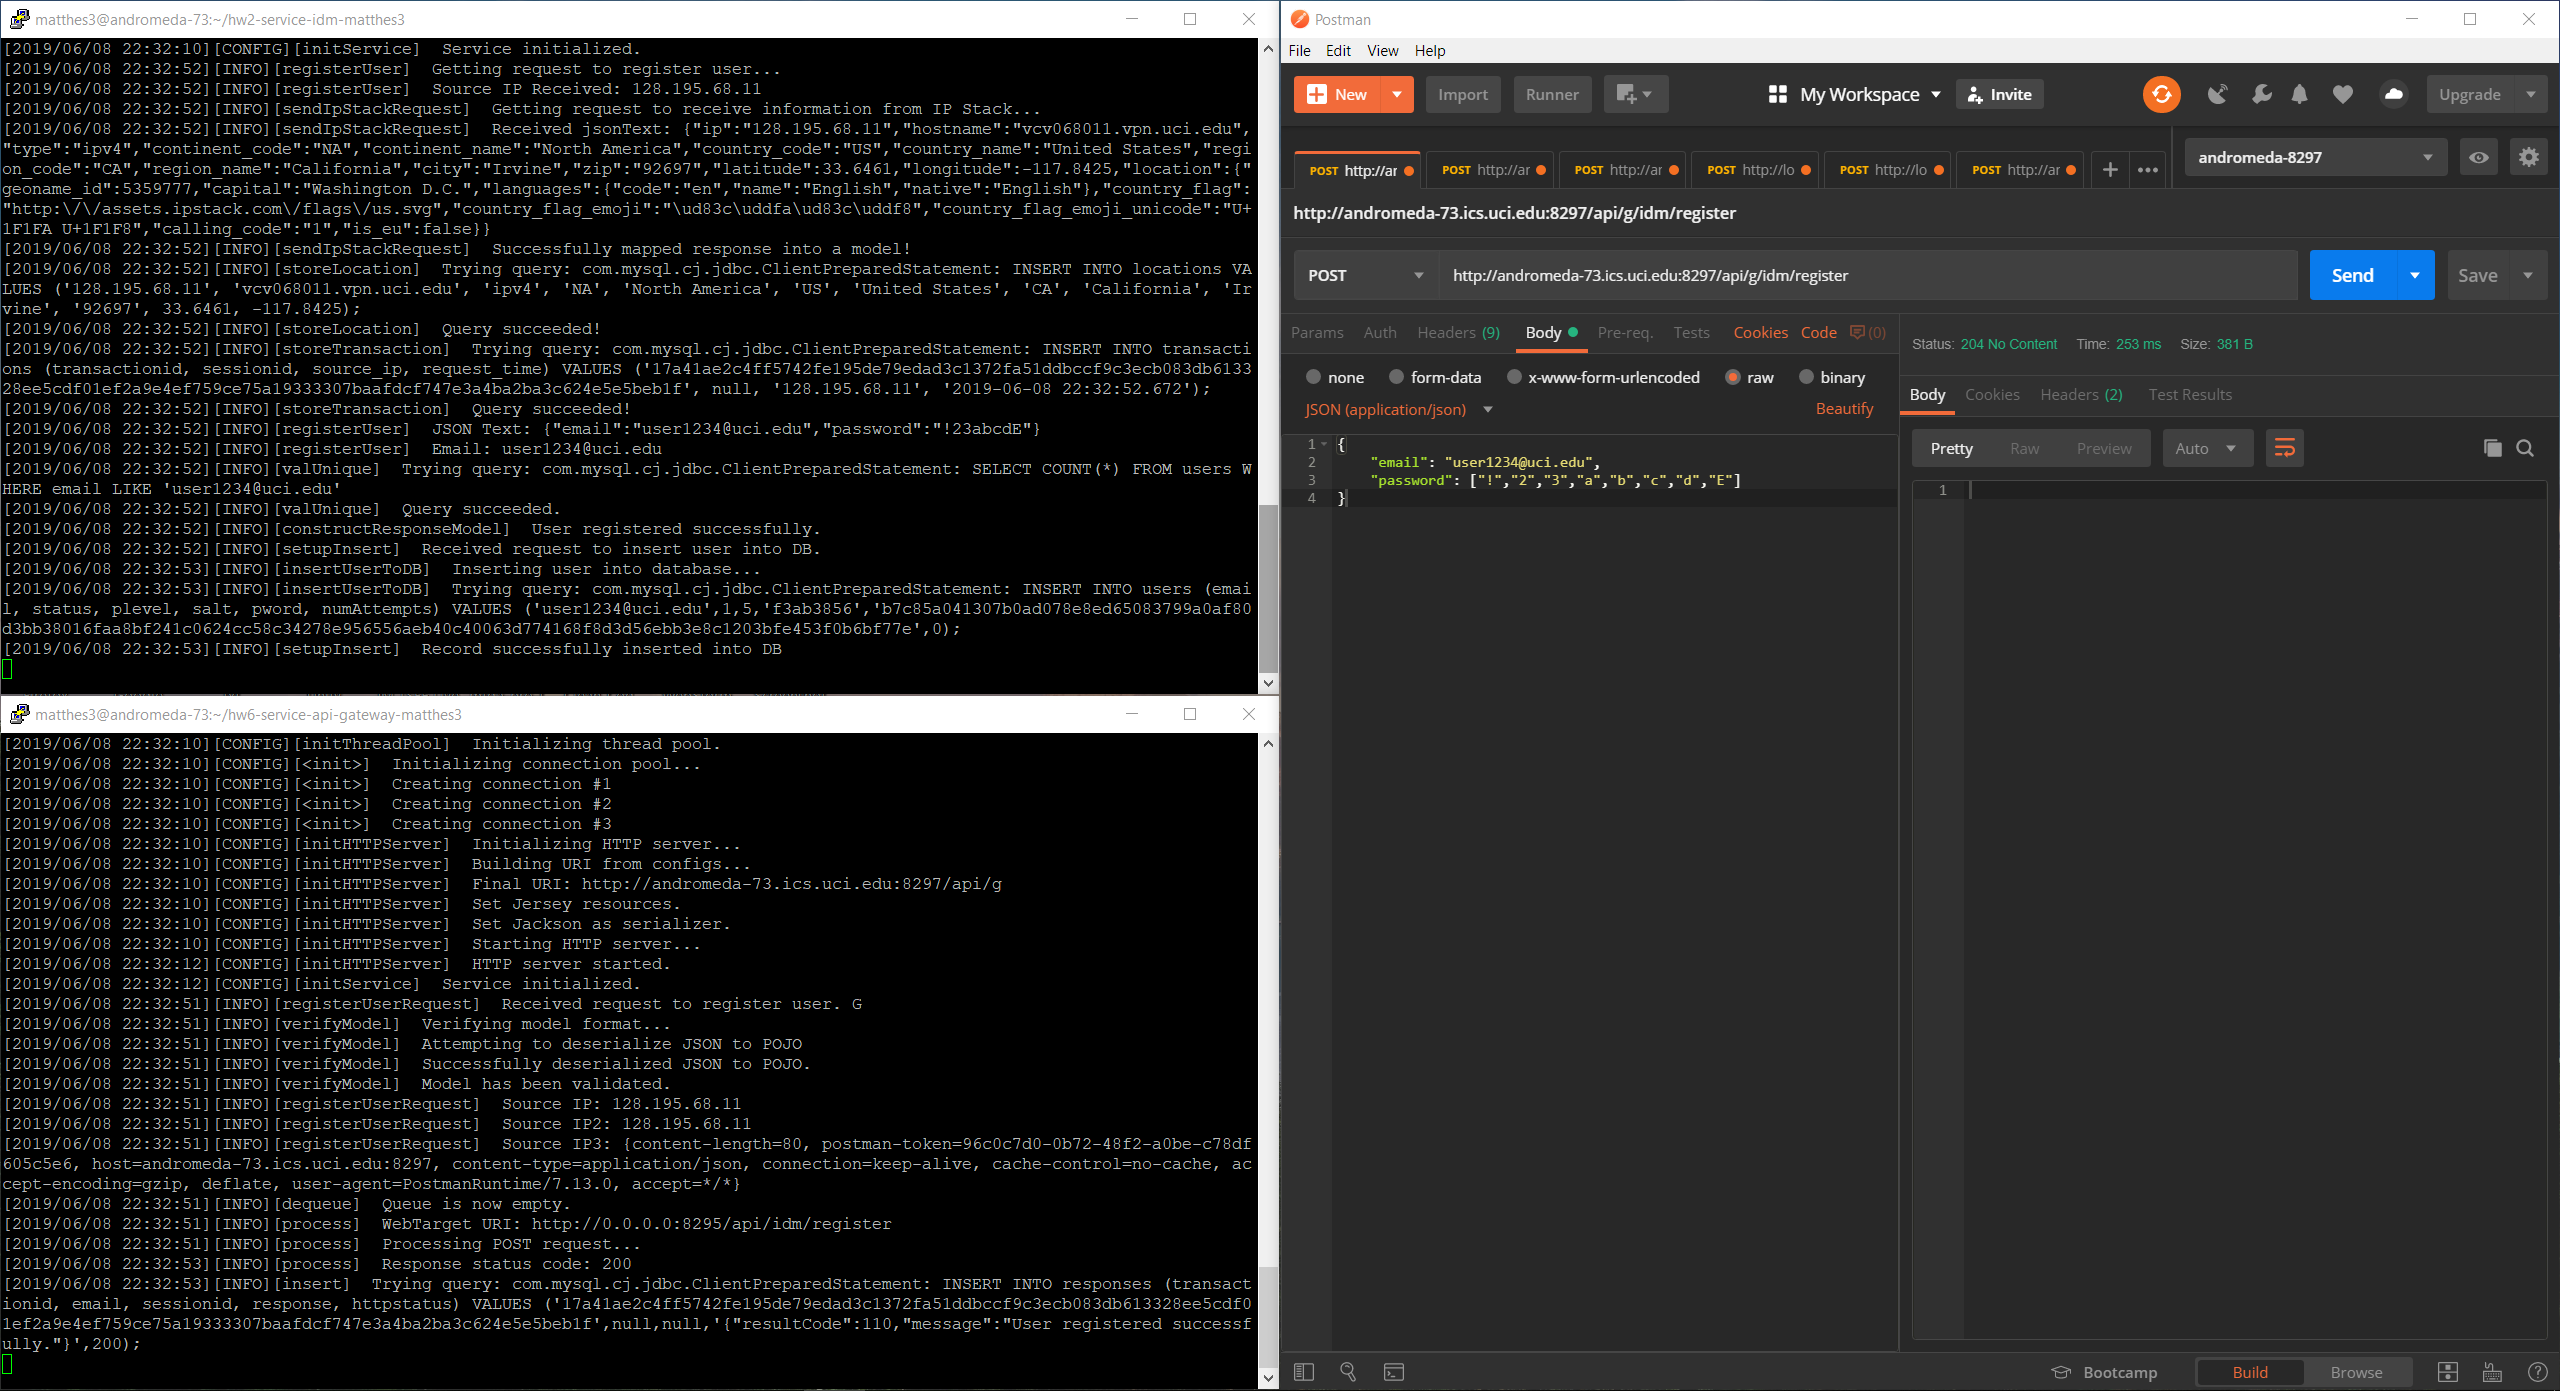 matthes3@andromeda-73:~/hw2-service-idm-matthes3
[2019/06/08 22:32:10][CONFIG][initService]  Service initialized.
[2019/06/08 22:32:52][INFO][registerUser]  Getting request to register user...
[2019/06/08 22:32:52][INFO][registerUser]  Source IP Received: 128.195.68.11
[2019/06/08 22:32:52][INFO][sendIpStackRequest]  Getting request to receive information from IP Stack...
[2019/06/08 22:32:52][INFO][sendIpStackRequest]  Received jsonText: {"ip":"128.195.68.11","hostname":"vcv068011.vpn.uci.edu",
"type":"ipv4","continent_code":"NA","continent_name":"North America","country_code":"US","country_name":"United States","regi
on_code":"CA","region_name":"California","city":"Irvine","zip":"92697","latitude":33.6461,"longitude":-117.8425,"location":{"
geoname_id":5359777,"capital":"Washington D.C.","languages":{"code":"en","name":"English","native":"English"},"country_flag":
"http:\/\/assets.ipstack.com\/flags\/us.svg","country_flag_emoji":"\ud83c\uddfa\ud83c\uddf8","country_flag_emoji_unicode":"U+
1F1FA U+1F1F8","calling_code":"1","is_eu":false}}
[2019/06/08 22:32:52][INFO][sendIpStackRequest]  Successfully mapped response into a model!
[2019/06/08 22:32:52][INFO][storeLocation]  Trying query: com.mysql.cj.jdbc.ClientPreparedStatement: INSERT INTO locations VA
LUES ('128.195.68.11', 'vcv068011.vpn.uci.edu', 'ipv4', 'NA', 'North America', 'US', 'United States', 'CA', 'California', 'Ir
vine', '92697', 33.6461, -117.8425);
[2019/06/08 22:32:52][INFO][storeLocation]  Query succeeded!
[2019/06/08 22:32:52][INFO][storeTransaction]  Trying query: com.mysql.cj.jdbc.ClientPreparedStatement: INSERT INTO transacti
ons (transactionid, sessionid, source_ip, request_time) VALUES ('17a41ae2c4ff5742fe195de79edad3c1372fa51ddbccf9c3ecb083db6133
28ee5cdf01ef2a9e4ef759ce75a19333307baafdcf747e3a4ba2ba3c624e5e5beb1f', null, '128.195.68.11', '2019-06-08 22:32:52.672');
[2019/06/08 22:32:52][INFO][storeTransaction]  Query succeeded!
[2019/06/08 22:32:52][INFO][registerUser]  JSON Text: {"email":"user1234@uci.edu","password":"!23abcdE"}
[2019/06/08 22:32:52][INFO][registerUser]  Email: user1234@uci.edu
[2019/06/08 22:32:52][INFO][valUnique]  Trying query: com.mysql.cj.jdbc.ClientPreparedStatement: SELECT COUNT(*) FROM users W
HERE email LIKE 'user1234@uci.edu'
[2019/06/08 22:32:52][INFO][valUnique]  Query succeeded.
[2019/06/08 22:32:52][INFO][constructResponseModel]  User registered successfully.
[2019/06/08 22:32:52][INFO][setupInsert]  Received request to insert user into DB.
[2019/06/08 22:32:53][INFO][insertUserToDB]  Inserting user into database...
[2019/06/08 22:32:53][INFO][insertUserToDB]  Trying query: com.mysql.cj.jdbc.ClientPreparedStatement: INSERT INTO users (emai
l, status, plevel, salt, pword, numAttempts) VALUES ('user1234@uci.edu',1,5,'f3ab3856','b7c85a041307b0ad078e8ed65083799a0af80
d3bb38016faa8bf241c0624cc58c34278e956556aeb40c40063d774168f8d3d56ebb3e8c1203bfe453f0b6bf77e',0);
[2019/06/08 22:32:53][INFO][setupInsert]  Record successfully inserted into DB
matthes3@andromeda-73:~/hw6-service-api-gateway-matthes3
[2019/06/08 22:32:10][CONFIG][initThreadPool]  Initializing thread pool.
[2019/06/08 22:32:10][CONFIG][<init>]  Initializing connection pool...
[2019/06/08 22:32:10][CONFIG][<init>]  Creating connection #1
[2019/06/08 22:32:10][CONFIG][<init>]  Creating connection #2
[2019/06/08 22:32:10][CONFIG][<init>]  Creating connection #3
[2019/06/08 22:32:10][CONFIG][initHTTPServer]  Initializing HTTP server...
[2019/06/08 22:32:10][CONFIG][initHTTPServer]  Building URI from configs...
[2019/06/08 22:32:10][CONFIG][initHTTPServer]  Final URI: http://andromeda-73.ics.uci.edu:8297/api/g
[2019/06/08 22:32:10][CONFIG][initHTTPServer]  Set Jersey resources.
[2019/06/08 22:32:10][CONFIG][initHTTPServer]  Set Jackson as serializer.
[2019/06/08 22:32:10][CONFIG][initHTTPServer]  Starting HTTP server...
[2019/06/08 22:32:12][CONFIG][initHTTPServer]  HTTP server started.
[2019/06/08 22:32:12][CONFIG][initService]  Service initialized.
[2019/06/08 22:32:51][INFO][registerUserRequest]  Received request to register user. G
[2019/06/08 22:32:51][INFO][verifyModel]  Verifying model format...
[2019/06/08 22:32:51][INFO][verifyModel]  Attempting to deserialize JSON to POJO
[2019/06/08 22:32:51][INFO][verifyModel]  Successfully deserialized JSON to POJO.
[2019/06/08 22:32:51][INFO][verifyModel]  Model has been validated.
[2019/06/08 22:32:51][INFO][registerUserRequest]  Source IP: 128.195.68.11
[2019/06/08 22:32:51][INFO][registerUserRequest]  Source IP2: 128.195.68.11
[2019/06/08 22:32:51][INFO][registerUserRequest]  Source IP3: {content-length=80, postman-token=96c0c7d0-0b72-48f2-a0be-c78df
605c5e6, host=andromeda-73.ics.uci.edu:8297, content-type=application/json, connection=keep-alive, cache-control=no-cache, ac
cept-encoding=gzip, deflate, user-agent=PostmanRuntime/7.13.0, accept=*/*}
[2019/06/08 22:32:51][INFO][dequeue]  Queue is now empty.
[2019/06/08 22:32:51][INFO][process]  WebTarget URI: http://0.0.0.0:8295/api/idm/register
[2019/06/08 22:32:51][INFO][process]  Processing POST request...
[2019/06/08 22:32:53][INFO][process]  Response status code: 200
[2019/06/08 22:32:53][INFO][insert]  Trying query: com.mysql.cj.jdbc.ClientPreparedStatement: INSERT INTO responses (transact
ionid, email, sessionid, response, httpstatus) VALUES ('17a41ae2c4ff5742fe195de79edad3c1372fa51ddbccf9c3ecb083db613328ee5cdf0
1ef2a9e4ef759ce75a19333307baafdcf747e3a4ba2ba3c624e5e5beb1f',null,null,'{"resultCode":110,"message":"User registered successf
ully."}',200);
Postman
File Edit View Help
New Import Runner My Workspace Invite Upgrade
POST http://ar POST http://ar POST http://ar POST http://lo POST http://lo POST http://ar andromeda-8297
http://andromeda-73.ics.uci.edu:8297/api/g/idm/register
POST http://andromeda-73.ics.uci.edu:8297/api/g/idm/register Send Save
Params Auth Headers (9) Body Pre-req. Tests Cookies Code (0)
none form-data x-www-form-urlencoded raw binary
JSON (application/json) Beautify
1 {
2 "email": "user1234@uci.edu",
3 "password": ["!","2","3","a","b","c","d","E"]
4 }
Status: 204 No Content Time: 253 ms Size: 381 B
Body Cookies Headers (2) Test Results
Pretty Raw Preview Auto
1
Bootcamp Build Browse